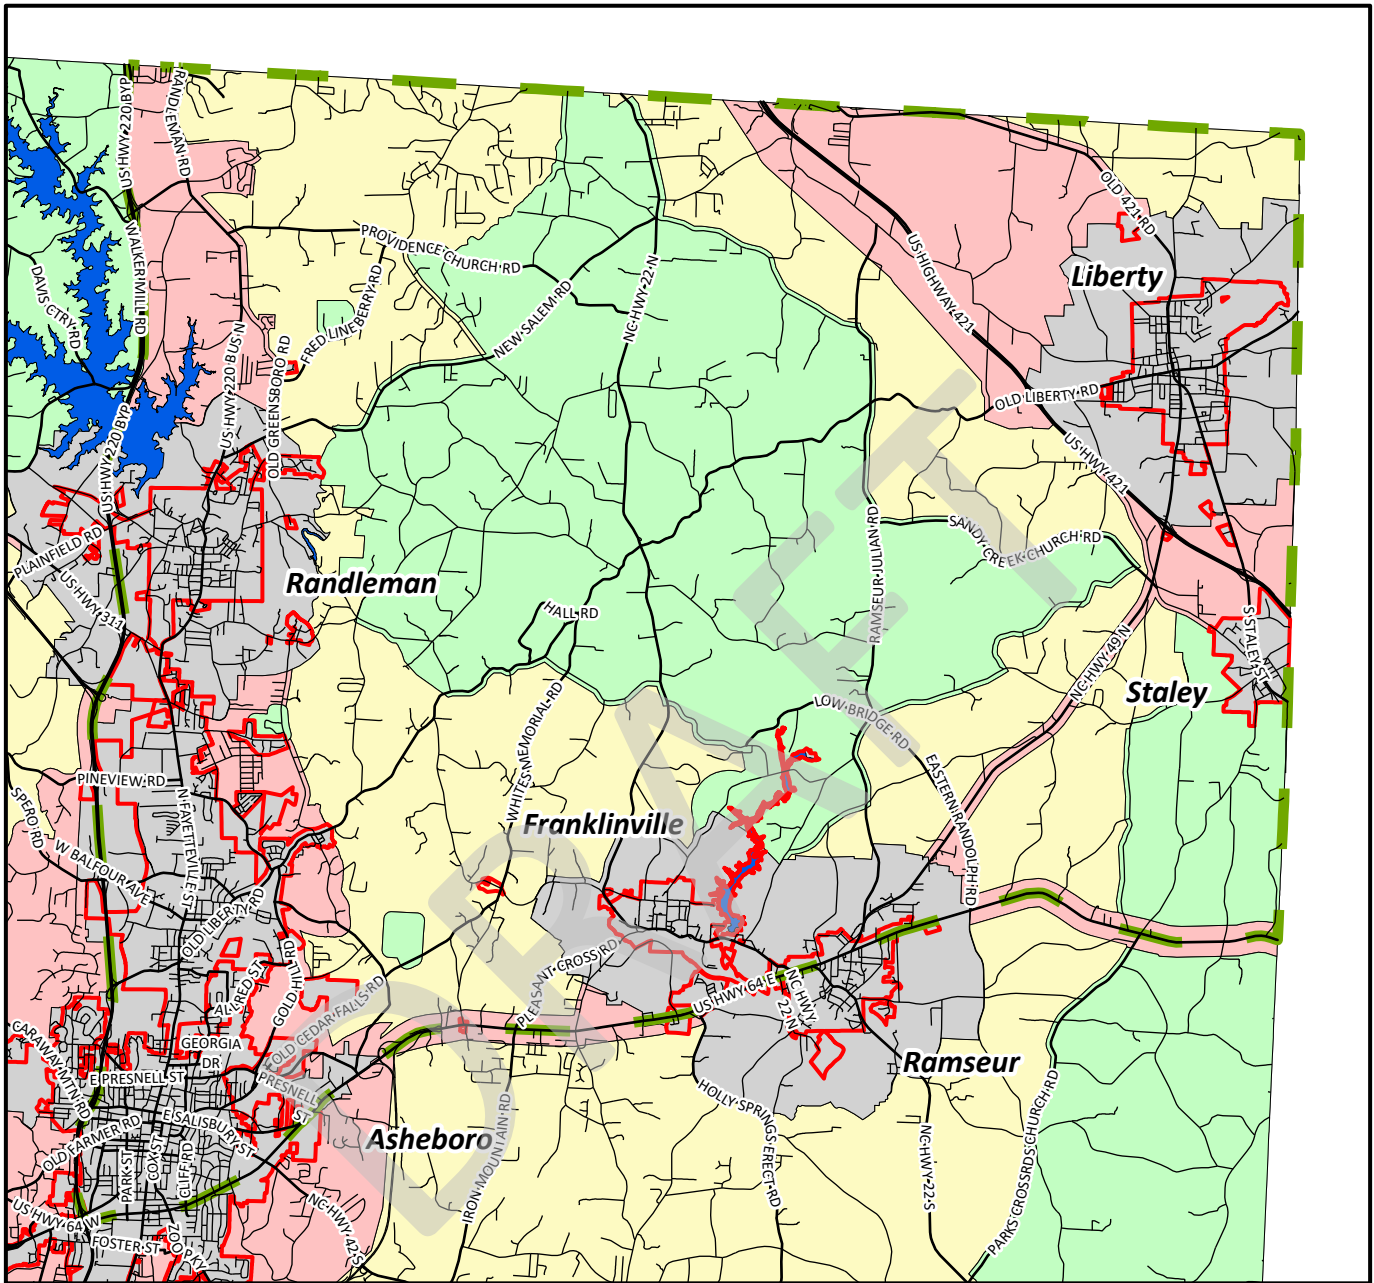 US HWY 220 BYP
RANDLEMAN RD
WALKER MILL RD
DAVIS CTRY RD
PROVIDENCE CHURCH RD
FRED LINEBERRY RD
NEW SALEM RD
NC HWY 22 N
OLD 421 RD
US HIGHWAY 421
Liberty
US HWY 220 BUS N
OLD GREENSBORO RD
OLD LIBERTY RD
US HWY 220 BYP
US HWY 421
PLAINFIELD RD
US HWY 311
Randleman
HALL RD
RAMSEUR JULIAN RD
SANDY CREEK CHURCH RD
S STALEY ST
NC HWY 49 N
Staley
WHITES MEMORIAL RD
LOW BRIDGE RD
EASTERN RANDOLPH RD
PINEVIEW RD
SPERO RD
N FAYETTEVILLE ST
W BALFOUR AVE
Franklinville
OLD LIBERTY RD
GOLD HILL RD
ALLRED ST
OLD CEDAR FALLS RD
PLEASANT CROSS RD
US HWY 64 E
NC HWY
22 N
GEORGIA
DR
CARAWAY MTN RD
E PRESNELL ST
PRESNELL
ST
E SALISBURY ST
OLD FARMER RD
PARK ST
COX ST
CLIFF RD
Asheboro
IRON MOUNTAIN RD
HOLLY SPRINGS ERECT RD
Ramseur
NC HWY 22 S
PARKS CROSSRDS CHURCH RD
US HWY 64 W
FOSTER ST
ZOO PKY
NC HWY 42 S
DRAFT